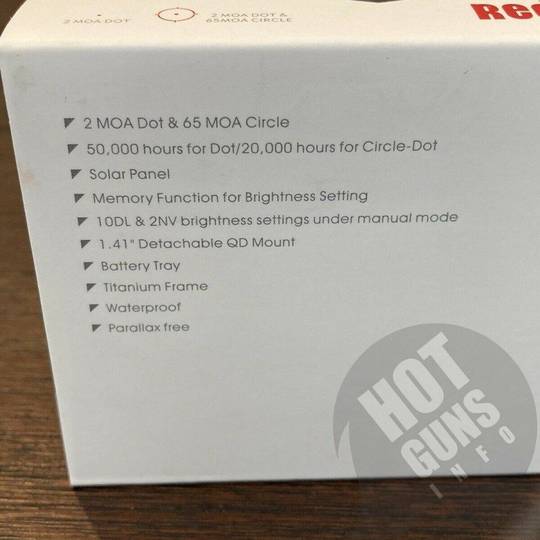 2 MOA DOT
2 MOA DOT &
65MOA CIRCLE
2 MOA Dot & 65 MOA Circle
50,000 hours for Dot/20,000 hours for Circle-Dot
Solar Panel
Memory Function for Brightness Setting
10DL & 2NV brightness settings under manual mode
1.41" Detachable QD Mount
Battery Tray
Titanium Frame
Waterproof
Parallax free
HOT
GUNS
INFO